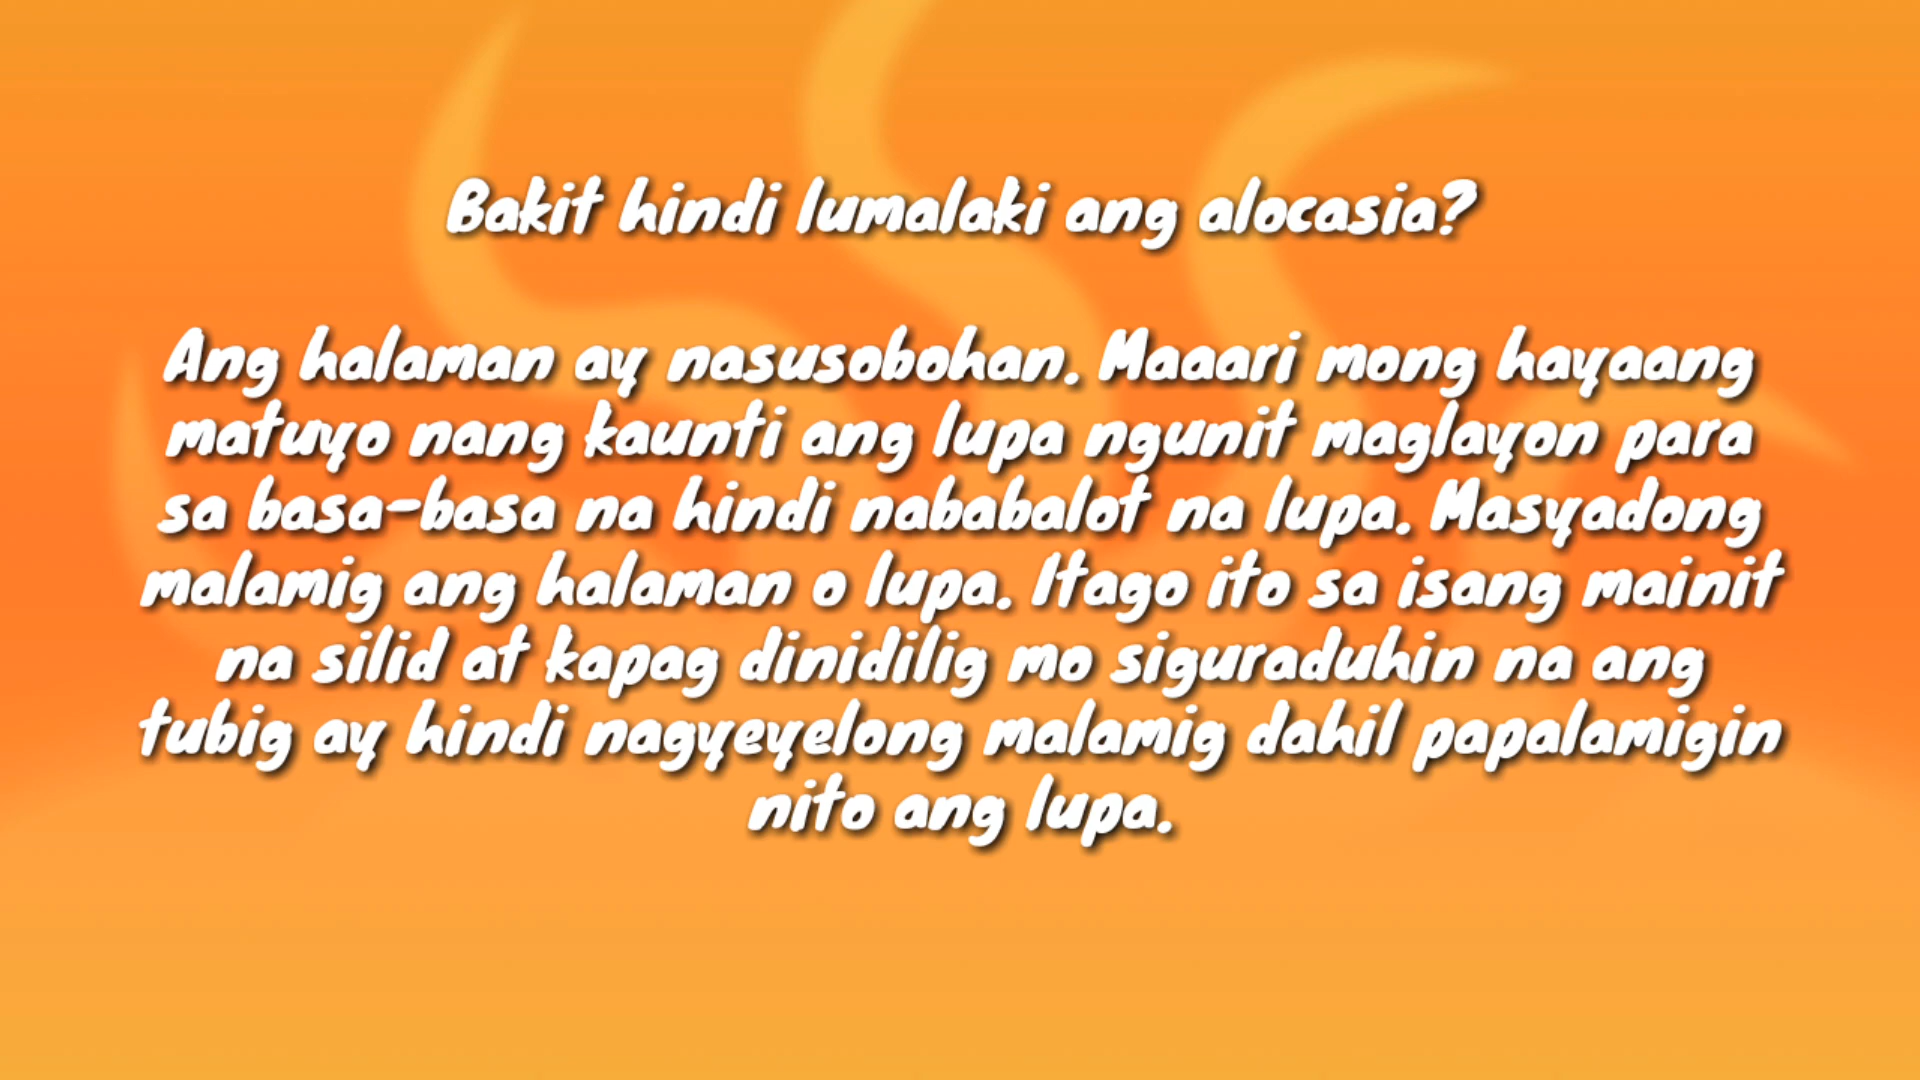 Bakit hindi lumalaki ang alocasia?
Ang halaman ay nasusobohan. Maaari mong hayaang
matuyo nang kaunti ang lupa ngunit maglayon para
sa basa-basa na hindi nababalot na lupa. Masyadong
malamig ang halaman o lupa. Itago ito sa isang mainit
na silid at kapag dinidilig mo siguraduhin na ang
tubig ay hindi nagyeyelong malamig dahil papalamigin
nito ang lupa.